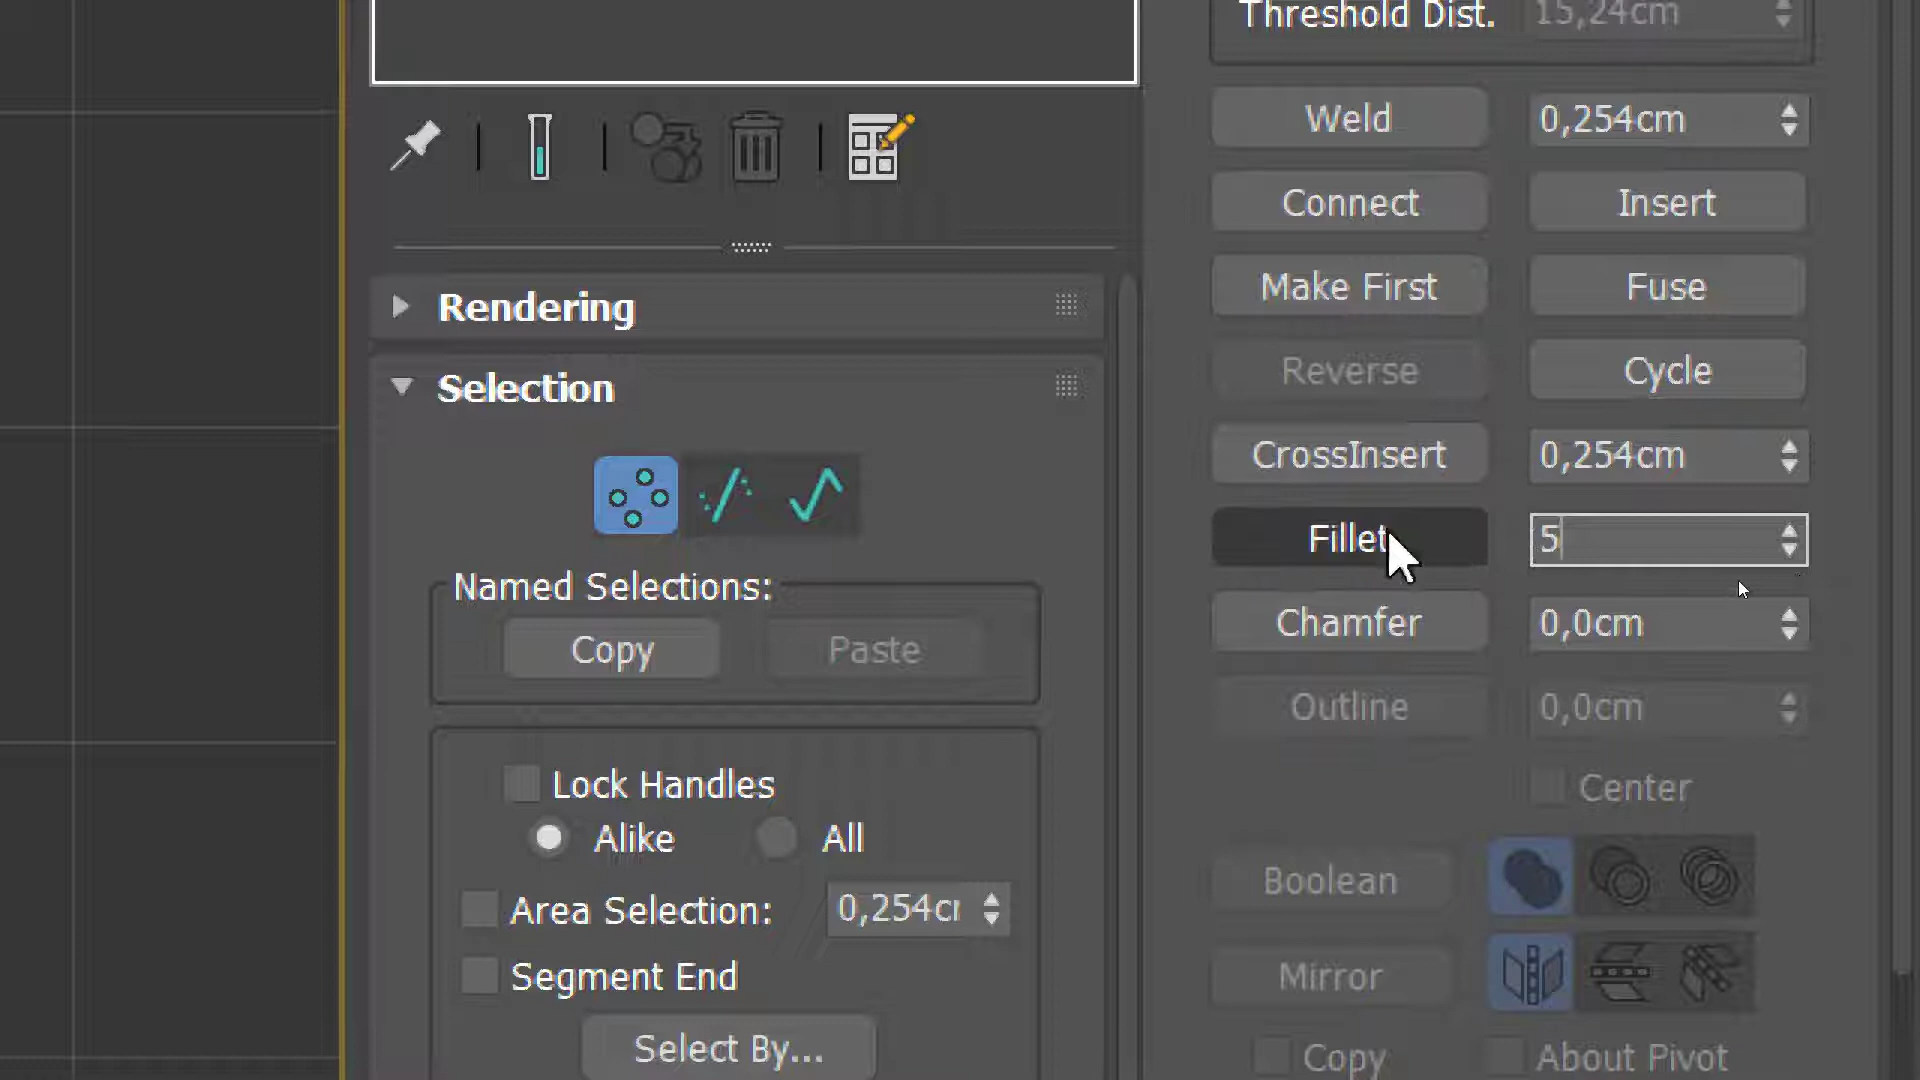 Rendering
Selection
Named Selections:
Copy
Paste
Lock Handles
Alike
All
Area Selection:
0,254c
Segment End
Select By...
Threshold Dist.
15,24cm
Weld
0,254cm
Connect
Insert
Make First
Fuse
Reverse
Cycle
CrossInsert
0,254cm
Fillet
5
Chamfer
0,0cm
Outline
0,0cm
Center
Boolean
Mirror
Copy
About Pivot